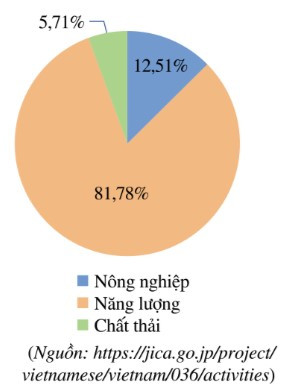 5,71%
12,51%
81,78%
Nông nghiệp
Năng lượng
Chất thải
(Nguồn: https://jica.go.jp/project/
vietnamese/vietnam/036/activities)